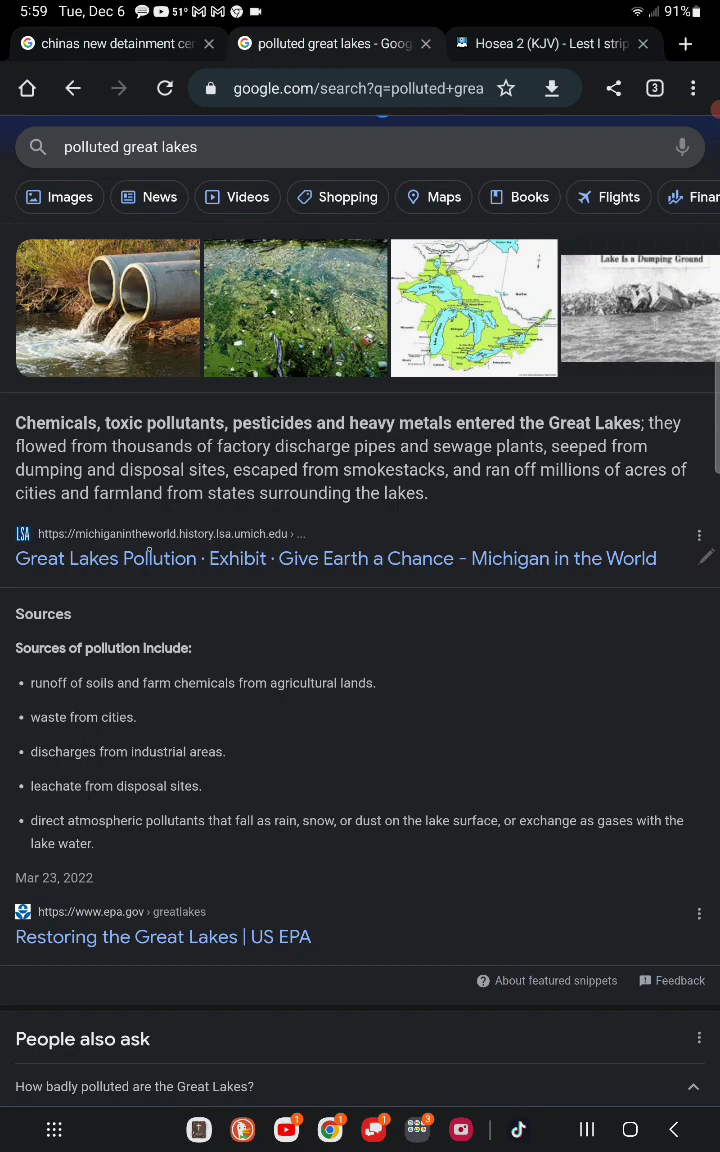 5:59 Tue, Dec 6 51° 91%
chinas new detainment cer
polluted great lakes - Goog
Hosea 2 (KJV) - Lest I strip
google.com/search?q=polluted+grea
3
polluted great lakes
Images News Videos Shopping Maps Books Flights Finan
Lake Is a Dumping Ground
Chemicals, toxic pollutants, pesticides and heavy metals entered the Great Lakes; they
flowed from thousands of factory discharge pipes and sewage plants, seeped from
dumping and disposal sites, escaped from smokestacks, and ran off millions of acres of
cities and farmland from states surrounding the lakes.
LSA https://michiganintheworld.history.lsa.umich.edu › ...
Great Lakes Pollution · Exhibit · Give Earth a Chance - Michigan in the World
Sources
Sources of pollution include:
• runoff of soils and farm chemicals from agricultural lands.
• waste from cities.
• discharges from industrial areas.
• leachate from disposal sites.
• direct atmospheric pollutants that fall as rain, snow, or dust on the lake surface, or exchange as gases with the
lake water.
Mar 23, 2022
https://www.epa.gov › greatlakes
Restoring the Great Lakes | US EPA
About featured snippets Feedback
People also ask
How badly polluted are the Great Lakes?
1 1 1 3